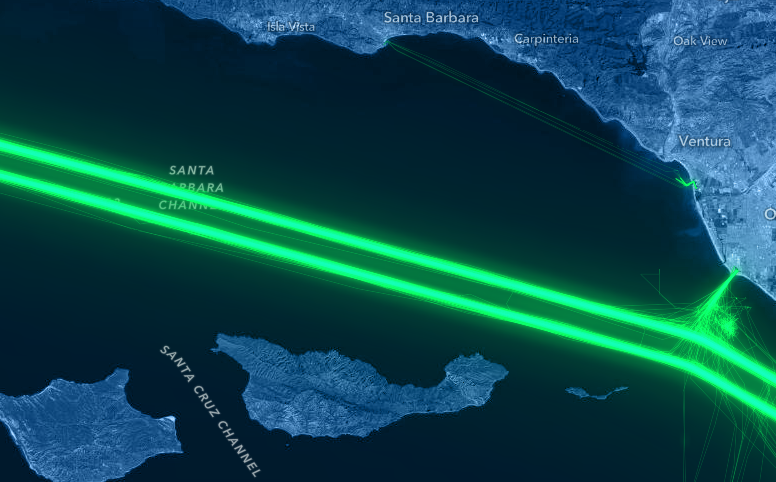 Santa Barbara
Isla Vista
Carpinteria
Oak View
Ventura
SANTA
BARBARA
CHANNEL
SANTA CRUZ CHANNEL
O